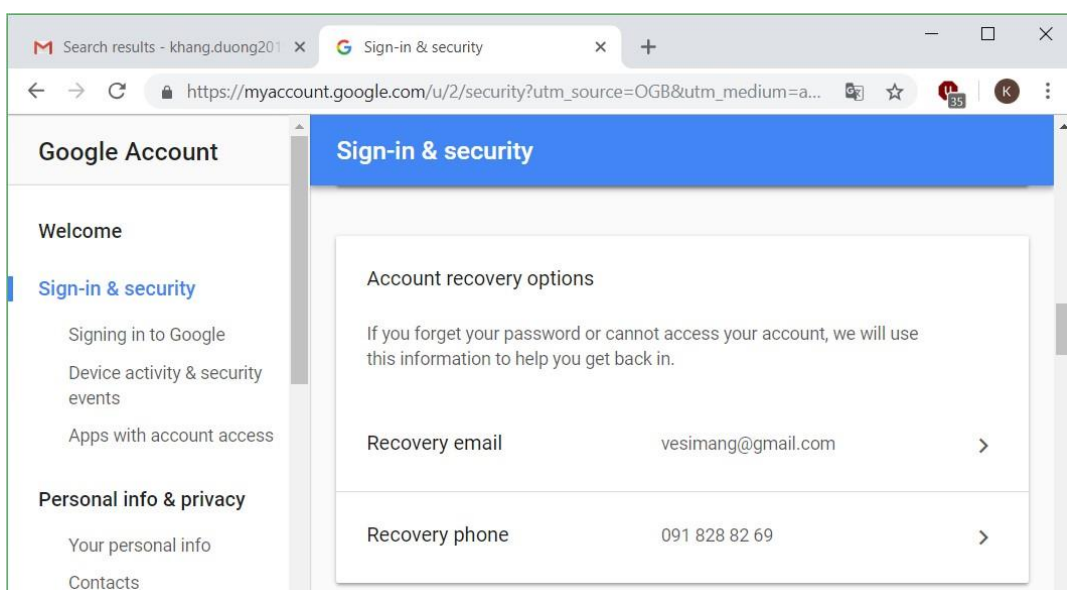 Search results - khang.duong201
Sign-in & security
https://myaccount.google.com/u/2/security?utm_source=OGB&utm_medium=a...
35
K
Google Account
Sign-in & security
Welcome
Sign-in & security
Signing in to Google
Device activity & security
events
Apps with account access
Personal info & privacy
Your personal info
Contacts
Account recovery options
If you forget your password or cannot access your account, we will use
this information to help you get back in.
Recovery email
vesimang@gmail.com
Recovery phone
091 828 82 69